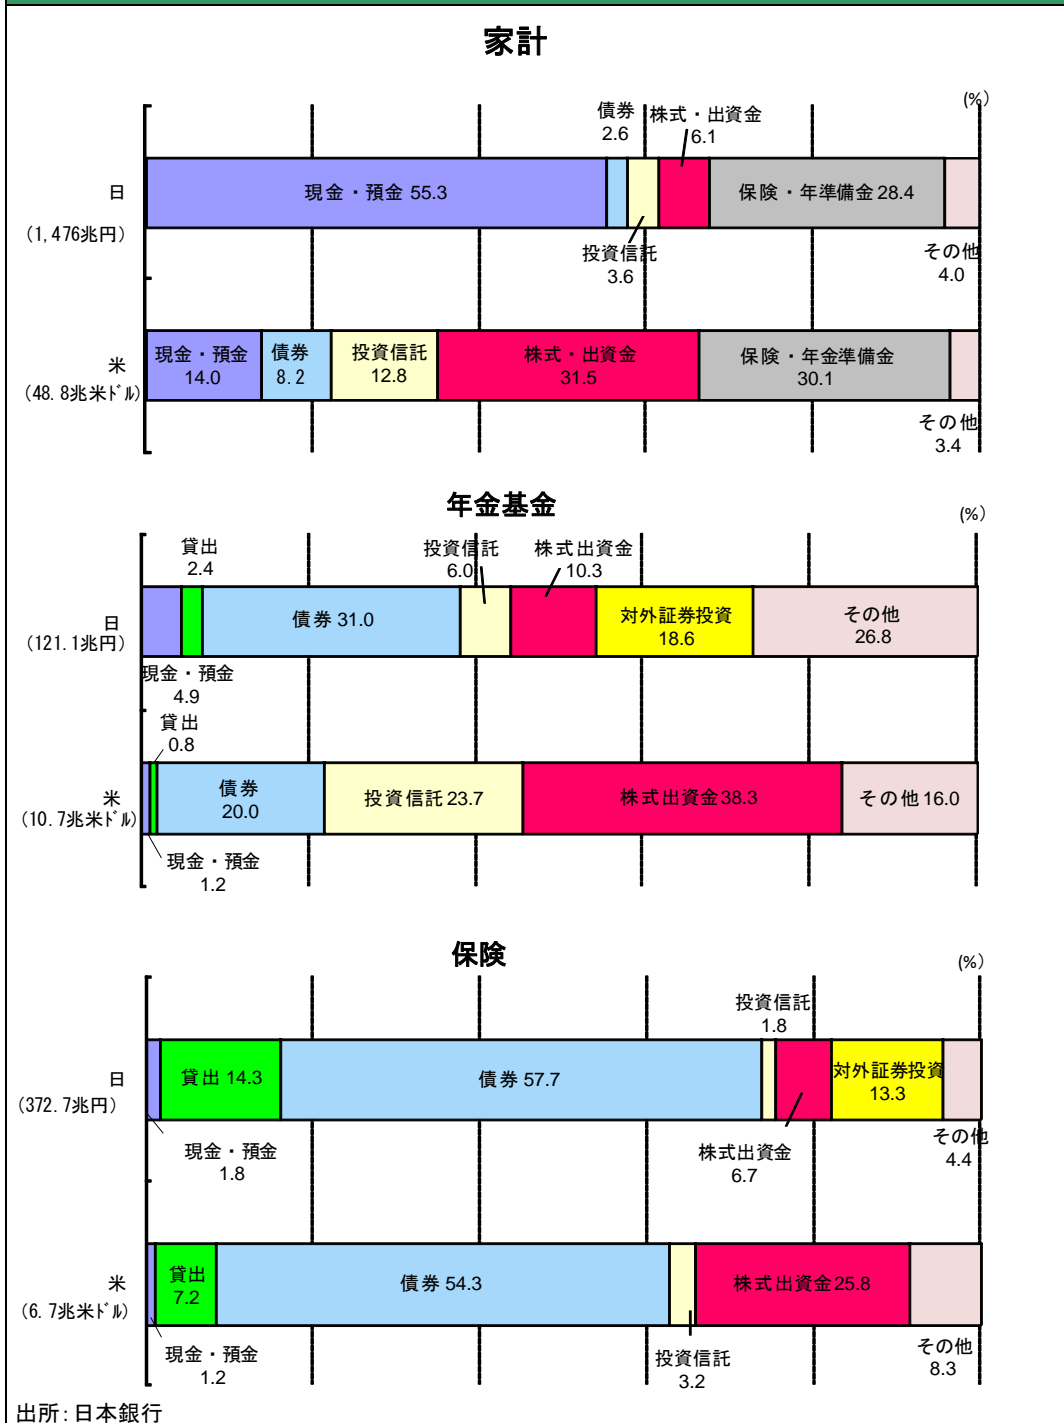 家計
(%)
債券
2.6
株式・出資金
6.1
日
(1,476兆円)
現金・預金 55.3
保険・年準備金 28.4
投資信託
3.6
その他
4.0
米
(48.8兆米ドル)
現金・預金
14.0
債券
8.2
投資信託
12.8
株式・出資金
31.5
保険・年金準備金
30.1
その他
3.4
年金基金
(%)
貸出
2.4
投資信託
6.0
株式出資金
10.3
日
(121.1兆円)
債券 31.0
対外証券投資
18.6
その他
26.8
現金・預金
4.9
貸出
0.8
米
(10.7兆米ドル)
債券
20.0
投資信託 23.7
株式出資金 38.3
その他 16.0
現金・預金
1.2
保険
(%)
投資信託
1.8
日
(372.7兆円)
貸出 14.3
債券 57.7
対外証券投資
13.3
現金・預金
1.8
株式出資金
6.7
その他
4.4
米
(6.7兆米ドル)
貸出
7.2
債券 54.3
株式出資金 25.8
現金・預金
1.2
投資信託
3.2
その他
8.3
出所:日本銀行